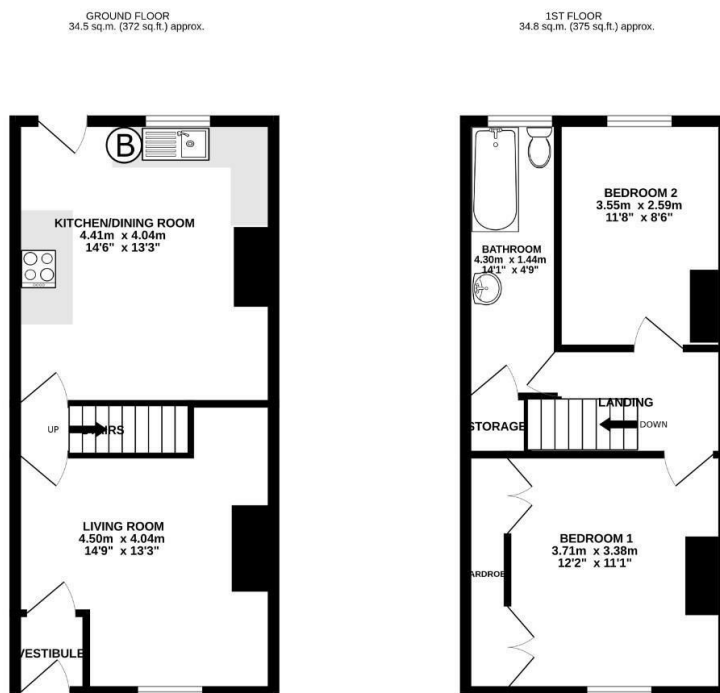 GROUND FLOOR
34.5 sq.m. (372 sq.ft.) approx.
B
KITCHEN/DINING ROOM
4.41m x 4.04m
14'6" x 13'3"
UP
STAIRS
LIVING ROOM
4.50m x 4.04m
14'9" x 13'3"
VESTIBULE
1ST FLOOR
34.8 sq.m. (375 sq.ft.) approx.
BEDROOM 2
3.55m x 2.59m
11'8" x 8'6"
BATHROOM
4.30m x 1.44m
14'1" x 4'9"
LANDING
STORAGE
DOWN
BEDROOM 1
3.71m x 3.38m
12'2" x 11'1"
ARDROB